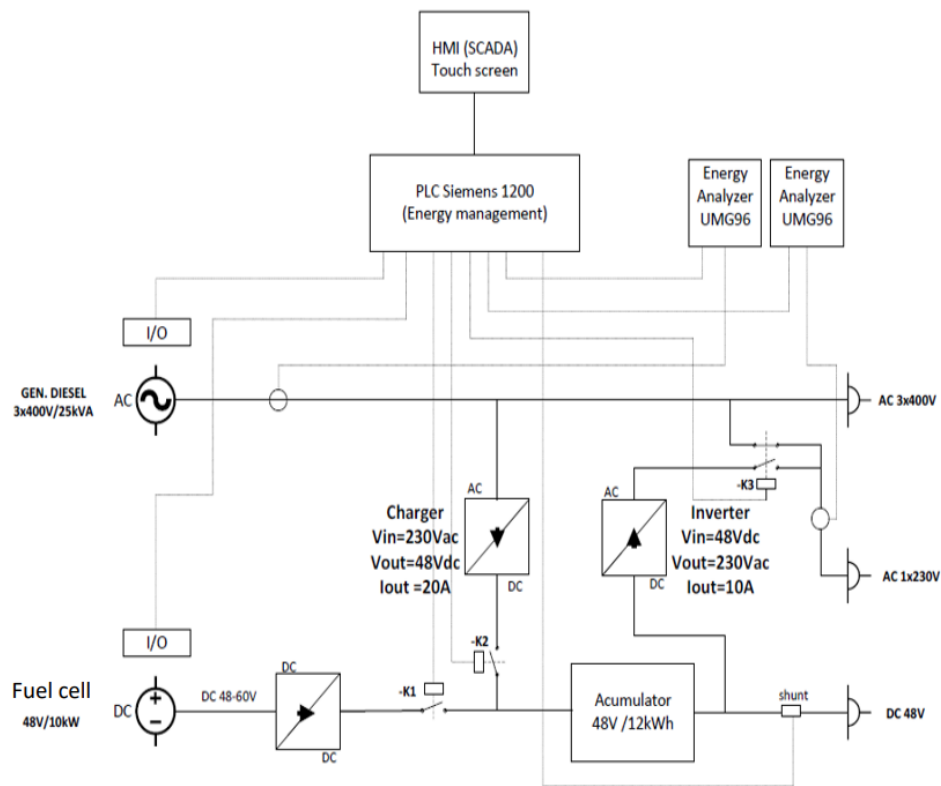 HMI (SCADA)
Touch screen
PLC Siemens 1200
(Energy management)
Energy
Analyzer
UMG96
Energy
Analyzer
UMG96
I/O
GEN. DIESEL
3x400V/25kVA
AC
AC 3x400V
-K3
AC
Charger
Vin=230Vac
Vout=48Vdc
Iout =20A
DC
AC
Inverter
Vin=48Vdc
Vout=230Vac
Iout=10A
DC
AC 1x230V
I/O
-K2
Fuel cell
48V/10kW
DC
DC 48-60V
DC
DC
-K1
Acumulator
48V /12kWh
shunt
DC 48V